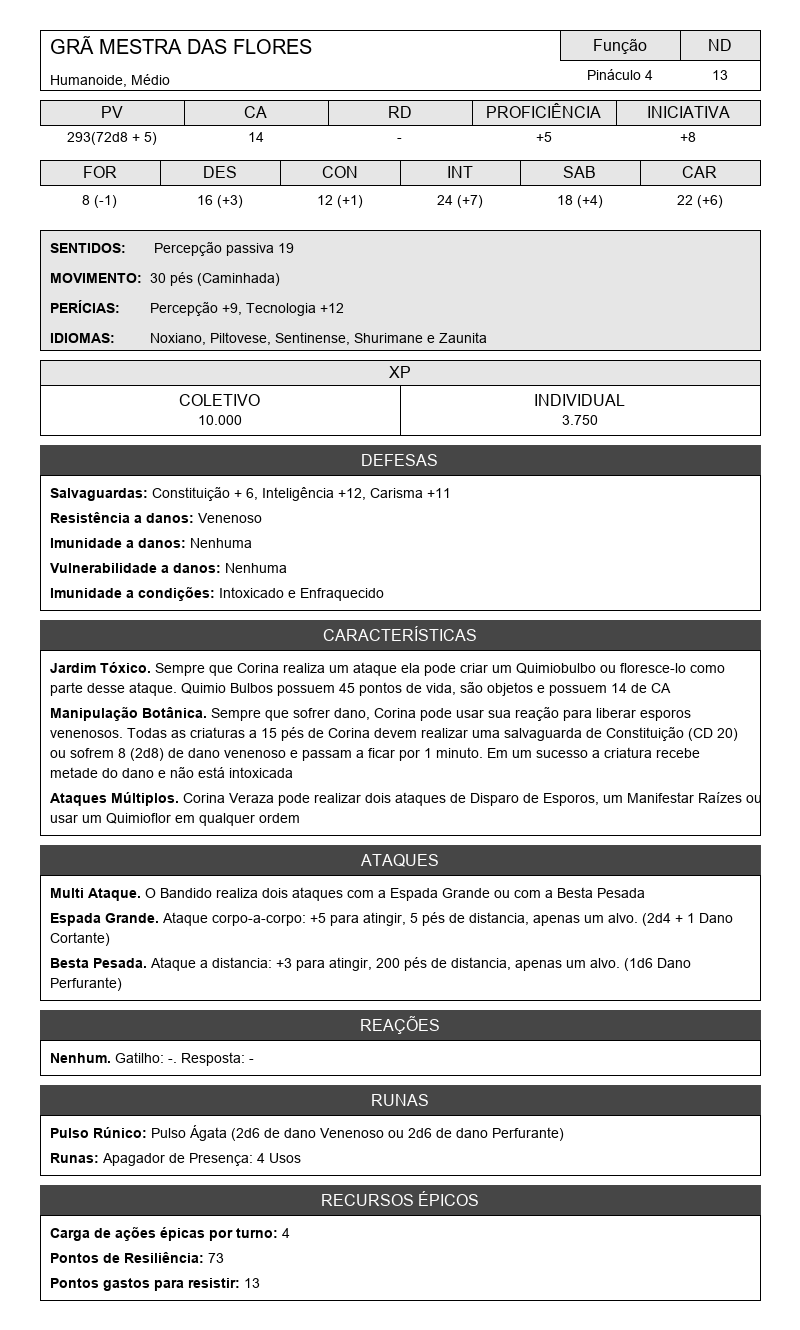 GRÃ MESTRA DAS FLORES
Humanoide, Médio
Função
ND
Pináculo 4
13
PV
CA
RD
PROFICIÊNCIA
INICIATIVA
293(72d8 + 5)
14
-
+5
+8
FOR
DES
CON
INT
SAB
CAR
8 (-1)
16 (+3)
12 (+1)
24 (+7)
18 (+4)
22 (+6)
SENTIDOS: Percepção passiva 19
MOVIMENTO: 30 pés (Caminhada)
PERÍCIAS: Percepção +9, Tecnologia +12
IDIOMAS: Noxiano, Piltovese, Sentinense, Shurimane e Zaunita
XP
COLETIVO
10.000
INDIVIDUAL
3.750
DEFESAS
Salvaguardas: Constituição + 6, Inteligência +12, Carisma +11
Resistência a danos: Venenoso
Imunidade a danos: Nenhuma
Vulnerabilidade a danos: Nenhuma
Imunidade a condições: Intoxicado e Enfraquecido
CARACTERÍSTICAS
Jardim Tóxico. Sempre que Corina realiza um ataque ela pode criar um Quimiobulbo ou floresce-lo como
parte desse ataque. Quimio Bulbos possuem 45 pontos de vida, são objetos e possuem 14 de CA
Manipulação Botânica. Sempre que sofrer dano, Corina pode usar sua reação para liberar esporos
venenosos. Todas as criaturas a 15 pés de Corina devem realizar uma salvaguarda de Constituição (CD 20)
ou sofrem 8 (2d8) de dano venenoso e passam a ficar por 1 minuto. Em um sucesso a criatura recebe
metade do dano e não está intoxicada
Ataques Múltiplos. Corina Veraza pode realizar dois ataques de Disparo de Esporos, um Manifestar Raízes ou
usar um Quimioflor em qualquer ordem
ATAQUES
Multi Ataque. O Bandido realiza dois ataques com a Espada Grande ou com a Besta Pesada
Espada Grande. Ataque corpo-a-corpo: +5 para atingir, 5 pés de distancia, apenas um alvo. (2d4 + 1 Dano
Cortante)
Besta Pesada. Ataque a distancia: +3 para atingir, 200 pés de distancia, apenas um alvo. (1d6 Dano
Perfurante)
REAÇÕES
Nenhum. Gatilho: -. Resposta: -
RUNAS
Pulso Rúnico: Pulso Ágata (2d6 de dano Venenoso ou 2d6 de dano Perfurante)
Runas: Apagador de Presença: 4 Usos
RECURSOS ÉPICOS
Carga de ações épicas por turno: 4
Pontos de Resiliência: 73
Pontos gastos para resistir: 13